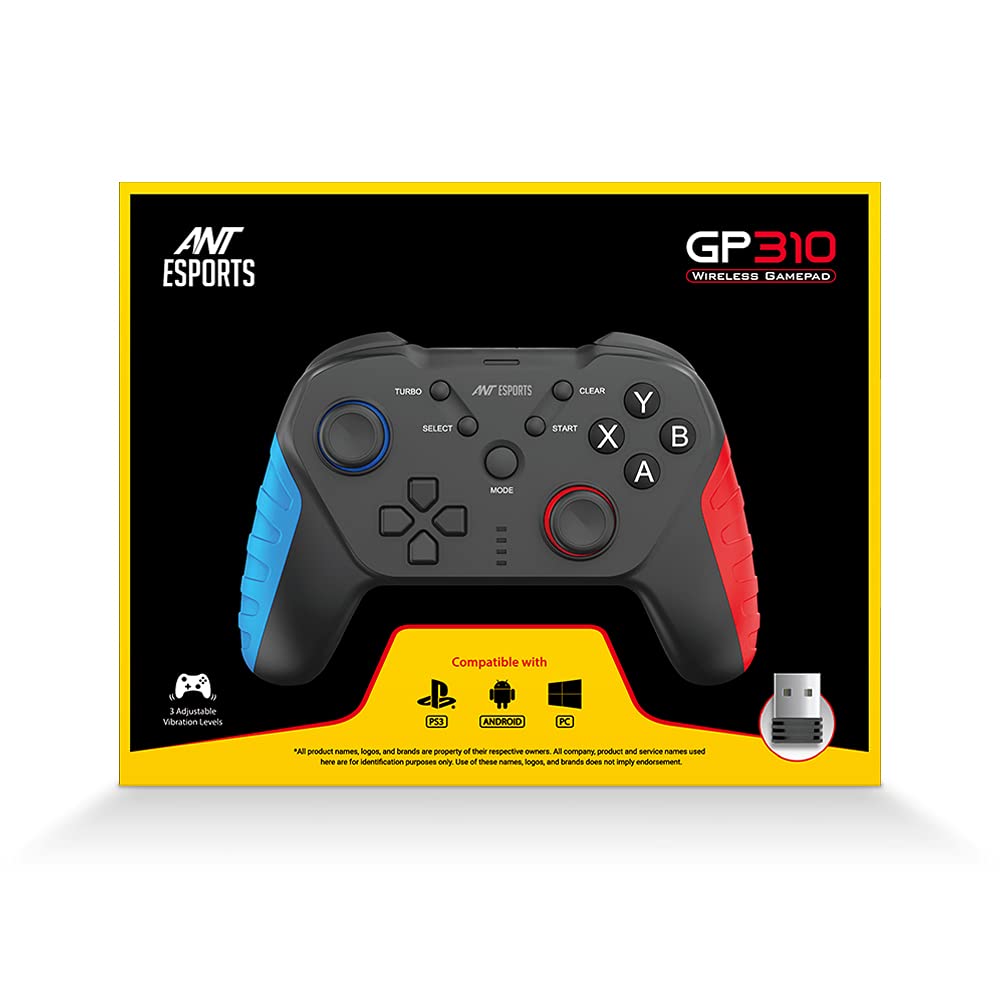 ANT
ESPORTS
GP310
WIRELESS GAMEPAD
TURBO
ANT ESPORTS
CLEAR
SELECT
START
MODE
Y
X
B
A
Compatible with
PS3
ANDROID
PC
3 Adjustable
Vibration Levels
*All product names, logos, and brands are property of their respective owners. All company, product and service names used
here are for identification purposes only. Use of these names, logos, and brands does not imply endorsement.